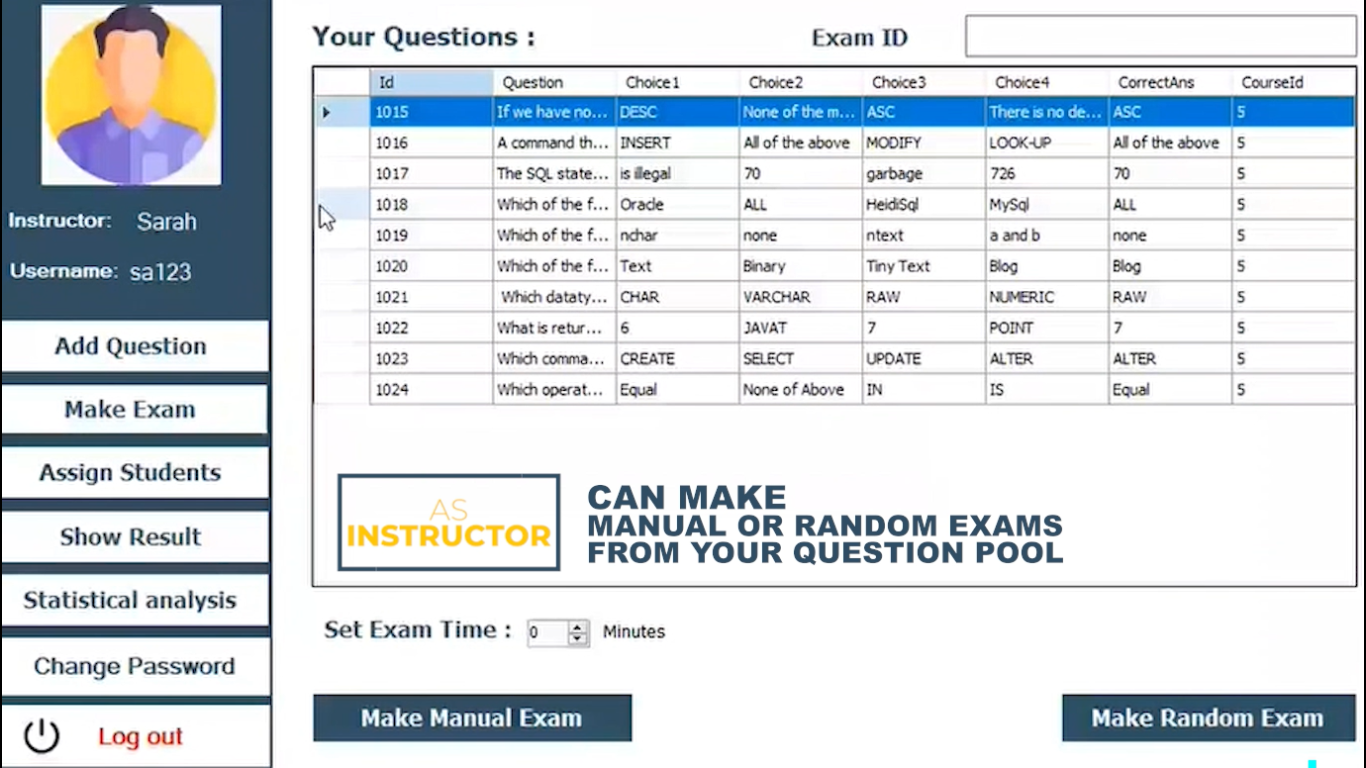 Your Questions :
Exam ID
Id Question Choice1 Choice2 Choice3 Choice4 CorrectAns CourseId
1015 If we have no... DESC None of the m... ASC There is no de... ASC 5
1016 A command th... INSERT All of the above MODIFY LOOK-UP All of the above 5
1017 The SQL state... is illegal 70 garbage 726 70 5
1018 Which of the f... Oracle ALL HeidiSql MySql ALL 5
1019 Which of the f... nchar none ntext a and b none 5
1020 Which of the f... Text Binary Tiny Text Blog Blog 5
1021 Which dataty... CHAR VARCHAR RAW NUMERIC RAW 5
1022 What is retur... 6 JAVAT 7 POINT 7 5
1023 Which comma... CREATE SELECT UPDATE ALTER ALTER 5
1024 Which operat... Equal None of Above IN IS Equal 5
Instructor: Sarah
Username: sa123
Add Question
Make Exam
Assign Students
Show Result
Statistical analysis
Change Password
Log out
AS
INSTRUCTOR
CAN MAKE
MANUAL OR RANDOM EXAMS
FROM YOUR QUESTION POOL
Set Exam Time : 0 Minutes
Make Manual Exam
Make Random Exam